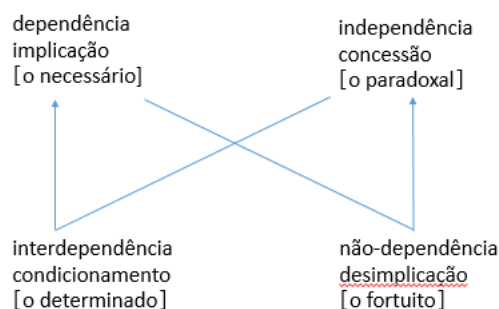 dependência
implicação
[o necessário]
independência
concessão
[o paradoxal]
interdependência
condicionamento
[o determinado]
não-dependência
desimplicação
[o fortuito]